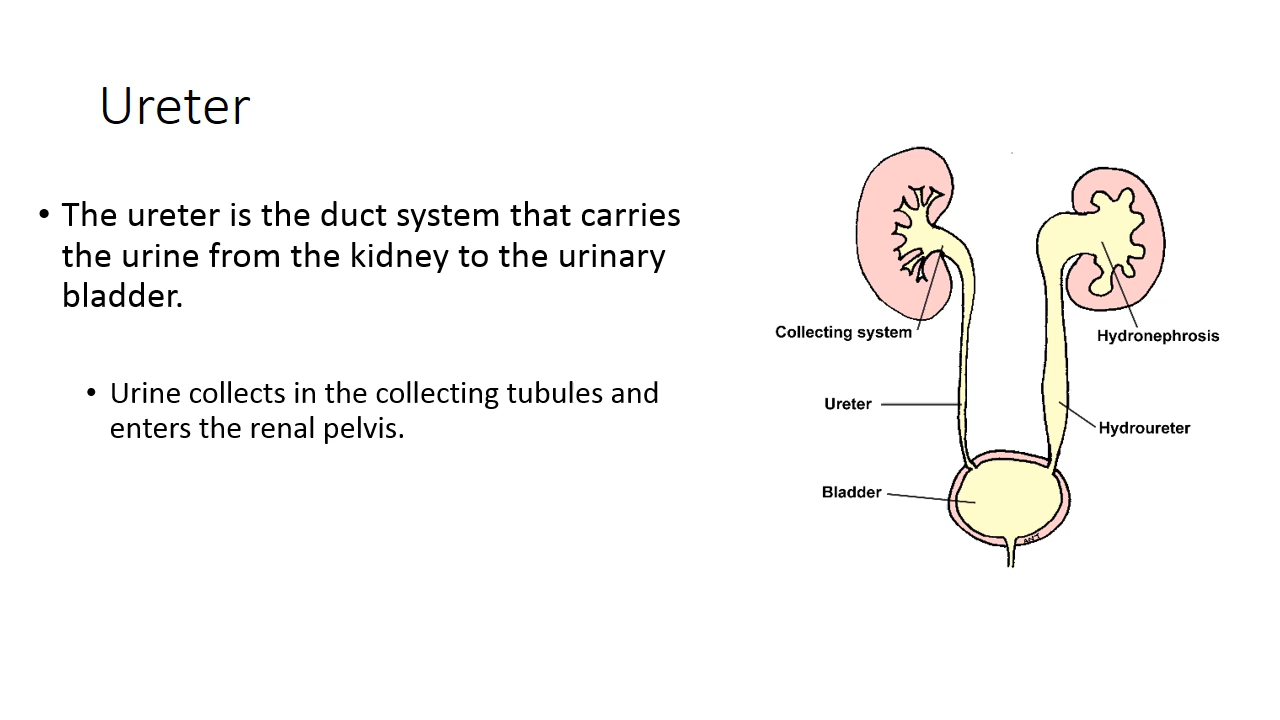 Ureter
• The ureter is the duct system that carries
the urine from the kidney to the urinary
bladder.
• Urine collects in the collecting tubules and
enters the renal pelvis.
Collecting system
Hydronephrosis
Ureter
Hydroureter
Bladder